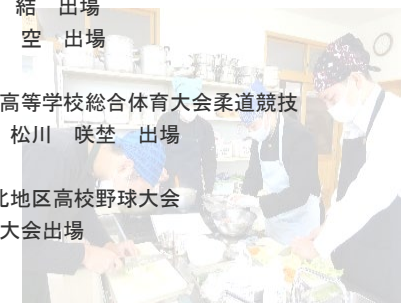 結　出場
空　出場
高等学校総合体育大会柔道競技
松川　咲埜　出場
北地区高校野球大会
大会出場